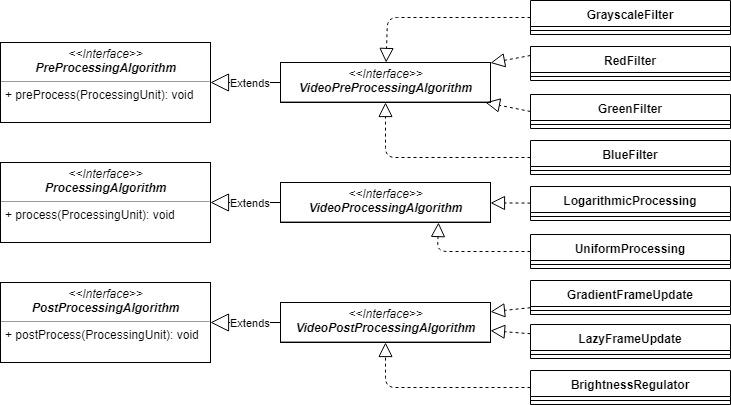 <<Interface>>
PreProcessingAlgorithm
+ preProcess(ProcessingUnit): void
Extends
<<Interface>>
VideoPreProcessingAlgorithm
GrayscaleFilter
RedFilter
GreenFilter
BlueFilter
<<Interface>>
ProcessingAlgorithm
+ process(ProcessingUnit): void
Extends
<<Interface>>
VideoProcessingAlgorithm
LogarithmicProcessing
UniformProcessing
<<Interface>>
PostProcessingAlgorithm
+ postProcess(ProcessingUnit): void
Extends
<<Interface>>
VideoPostProcessingAlgorithm
GradientFrameUpdate
LazyFrameUpdate
BrightnessRegulator